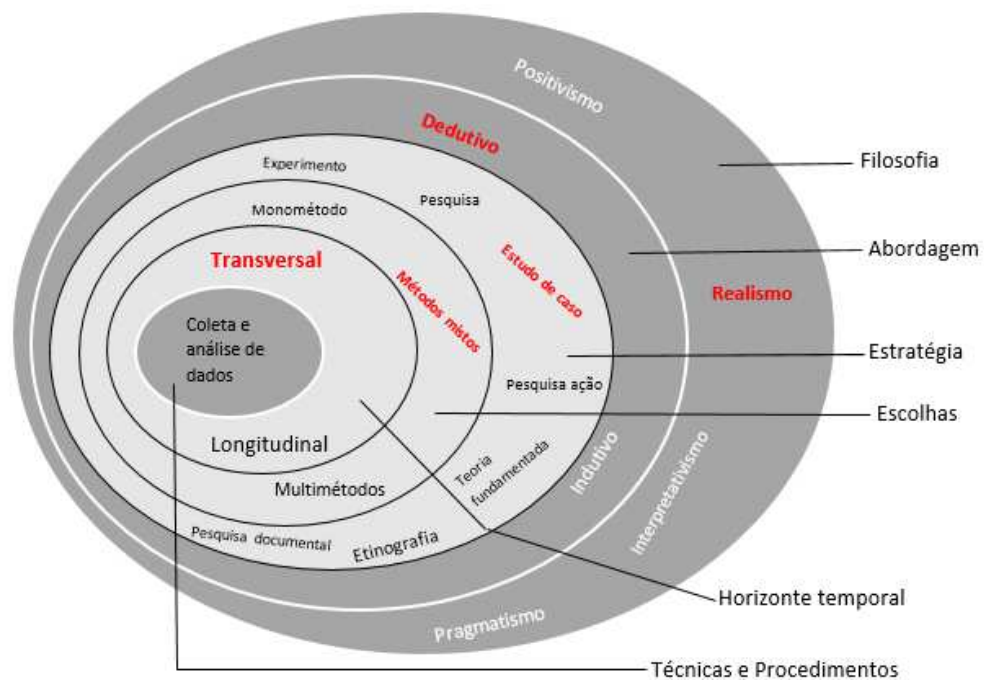 Positivismo
Dedutivo
Filosofia
Experimento
Pesquisa
Monométodo
Abordagem
Transversal
Estudo de caso
Realismo
Métodos mistos
Coleta e
análise de
dados
Estratégia
Pesquisa ação
Escolhas
Longitudinal
Indutivo
Interpretativismo
Teoria
fundamentada
Multimétodos
Pesquisa documental
Etinografia
Horizonte temporal
Pragmatismo
Técnicas e Procedimentos